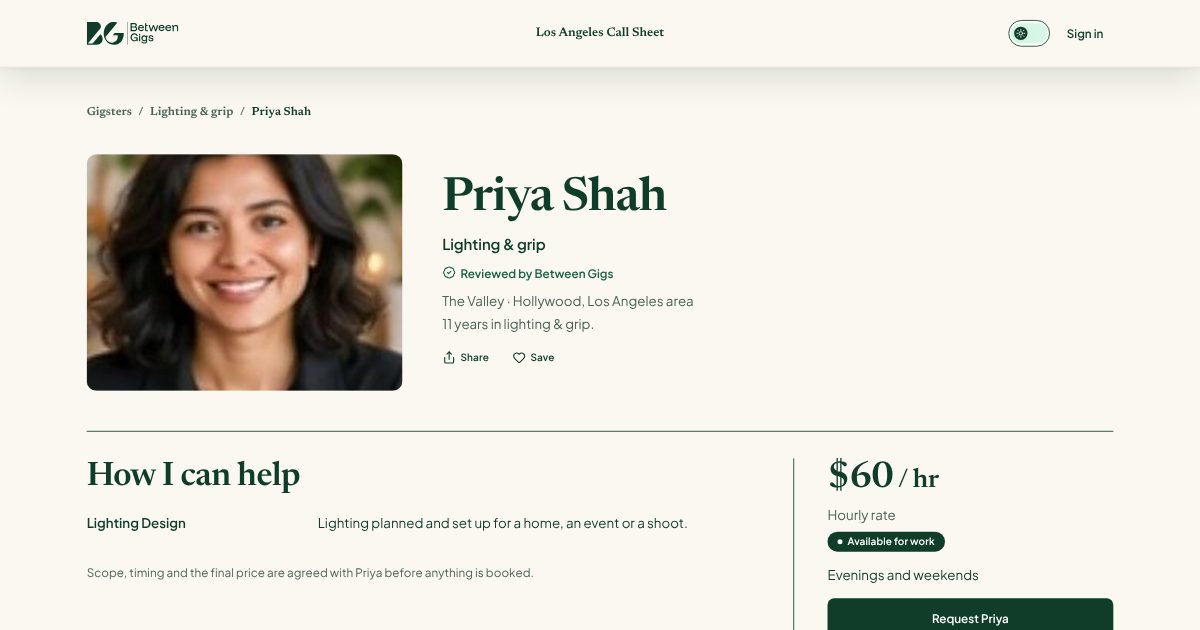 BG Between Gigs
Los Angeles Call Sheet
Sign in
Gigsters / Lighting & grip / Priya Shah
Priya Shah
Lighting & grip
Reviewed by Between Gigs
The Valley · Hollywood, Los Angeles area
11 years in lighting & grip.
Share
Save
How I can help
Lighting Design
Lighting planned and set up for a home, an event or a shoot.
Scope, timing and the final price are agreed with Priya before anything is booked.
$60 / hr
Hourly rate
Available for work
Evenings and weekends
Request Priya